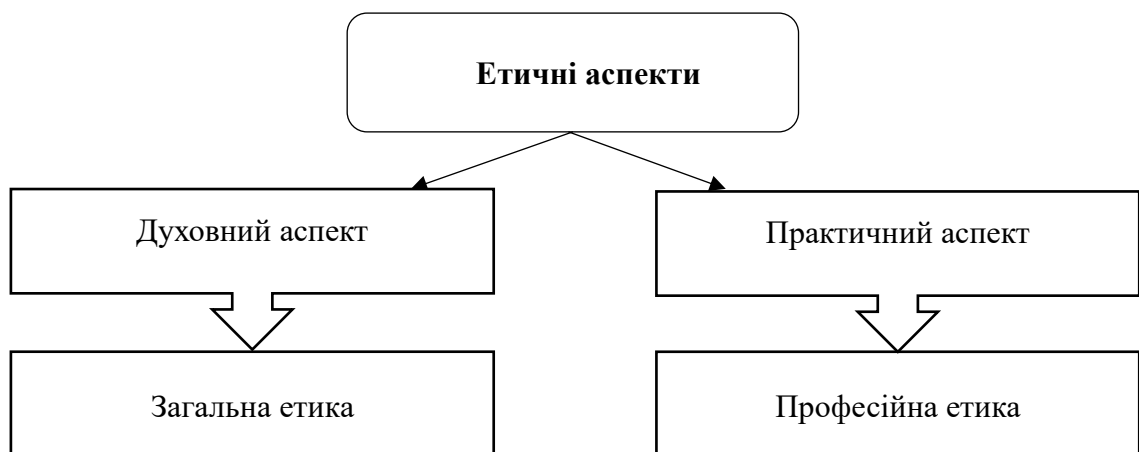 Етичні аспекти
Духовний аспект
Практичний аспект
Загальна етика
Професійна етика